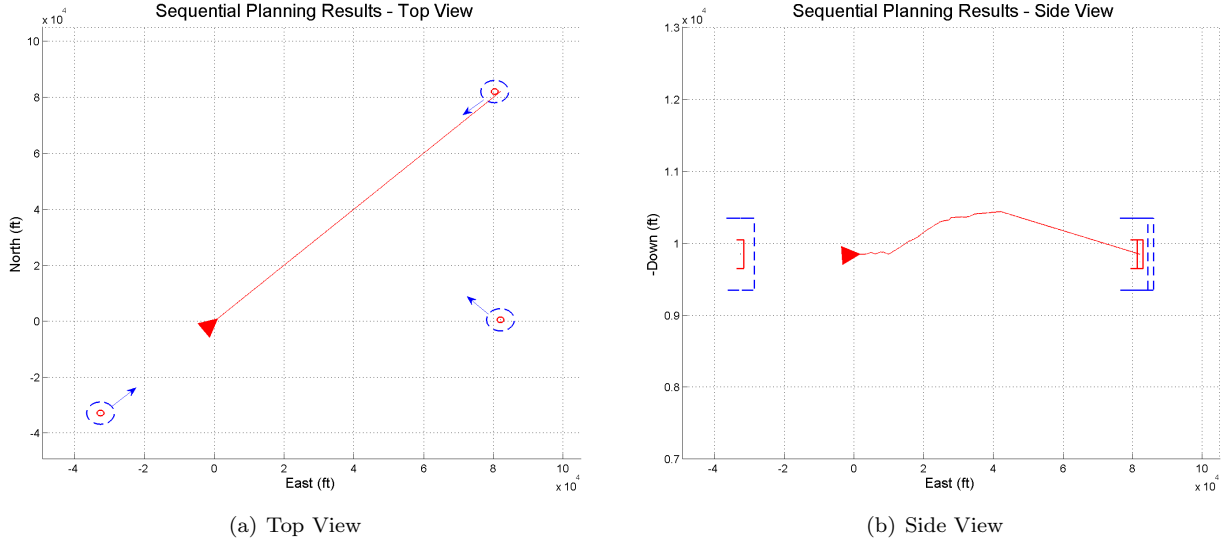 Sequential Planning Results - Top View
x 10^4
10
8
6
4
2
0
-2
-4
North (ft)
-4 -2 0 2 4 6 8 10
x 10^4
East (ft)
(a) Top View
Sequential Planning Results - Side View
x 10^4
1.3
1.2
1.1
1
0.9
0.8
0.7
-Down (ft)
-4 -2 0 2 4 6 8 10
x 10^4
East (ft)
(b) Side View